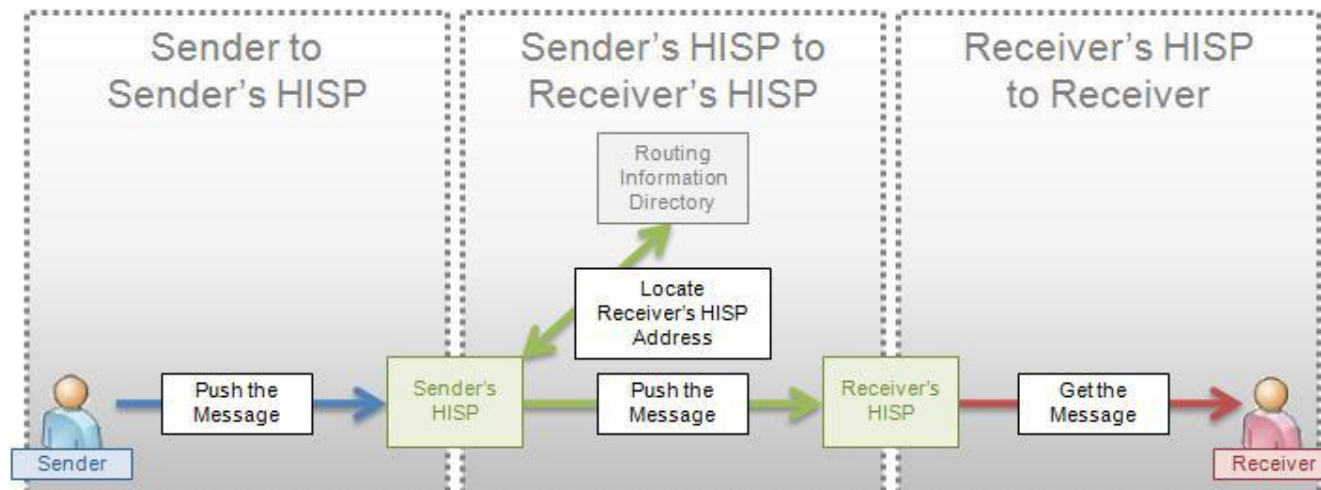 Sender to
Sender's HISP
Sender's HISP to
Receiver's HISP
Receiver's HISP
to Receiver
Routing
Information
Directory
Locate
Receiver's HISP
Address
Sender
Push the
Message
Sender's
HISP
Push the
Message
Receiver's
HISP
Get the
Message
Receiver